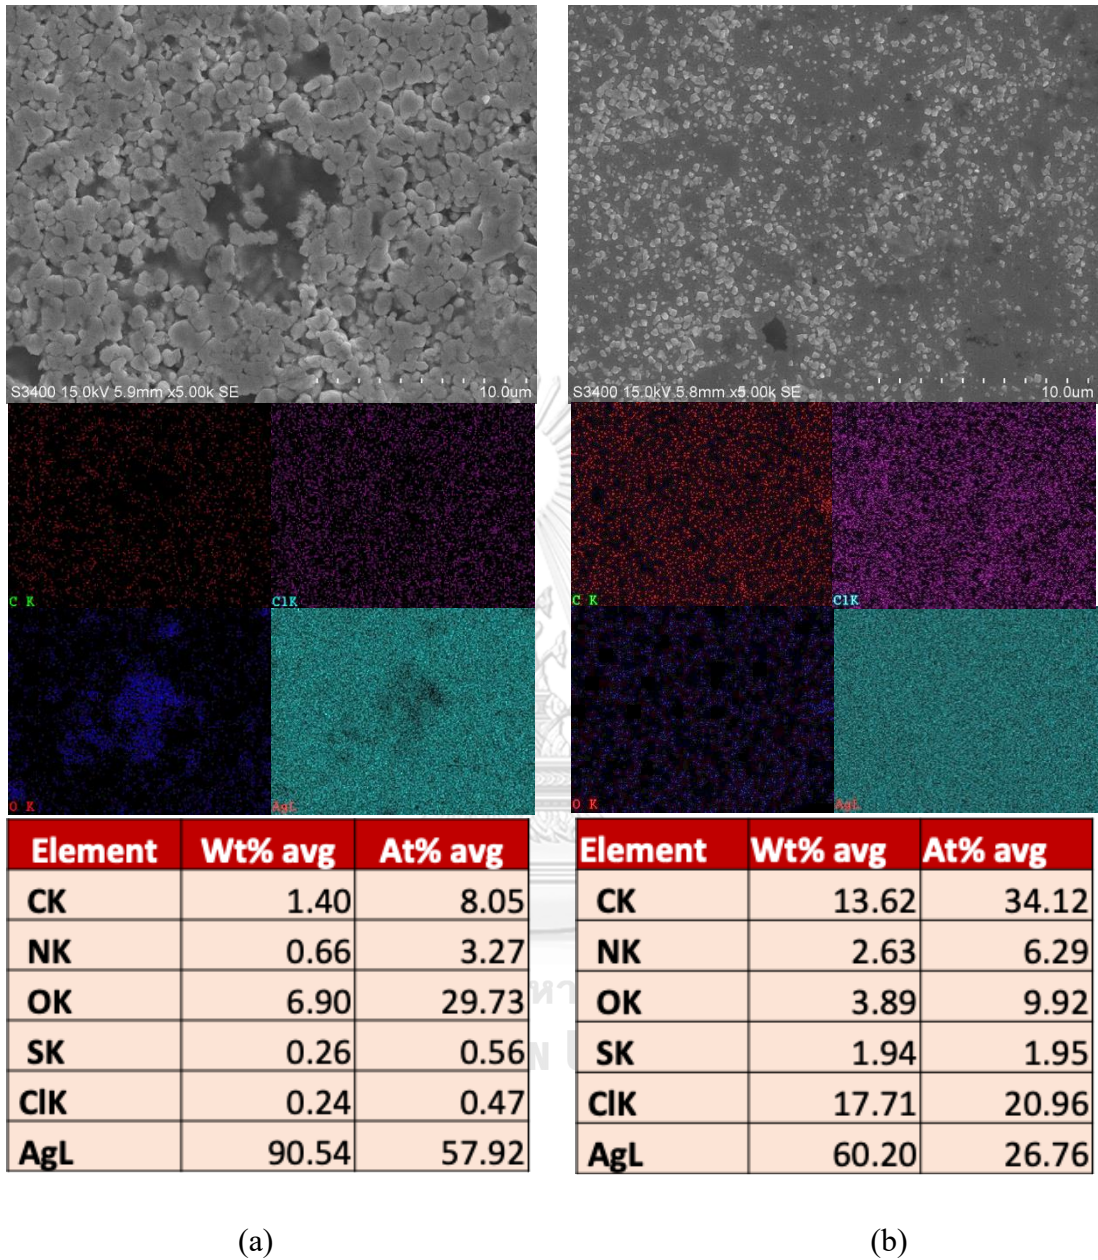 S3400 15.0kV 5.9mm x5.00k SE 10.0um
S3400 15.0kV 5.8mm x5.00k SE 10.0um
C K
ClK
C K
ClK
O K
AgL
O K
AgL
Element Wt% avg At% avg
CK 1.40 8.05
NK 0.66 3.27
OK 6.90 29.73
SK 0.26 0.56
ClK 0.24 0.47
AgL 90.54 57.92
Element Wt% avg At% avg
CK 13.62 34.12
NK 2.63 6.29
OK 3.89 9.92
SK 1.94 1.95
ClK 17.71 20.96
AgL 60.20 26.76
(a)
(b)